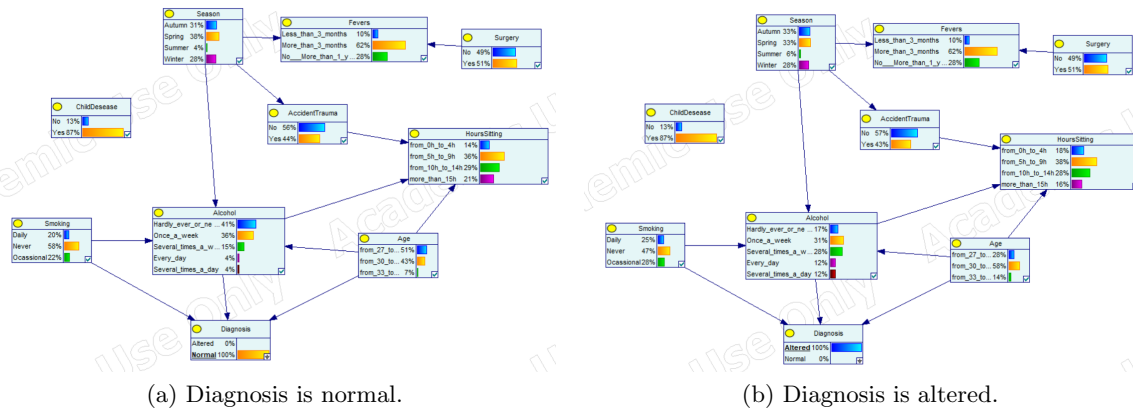 Season
Autumn 31%
Spring 38%
Summer 4%
Winter 28%
Fevers
Less_than_3_months 10%
More_than_3_months 62%
No___More_than_1_y... 28%
Surgery
No 49%
Yes 51%
ChildDesease
No 13%
Yes 87%
AccidentTrauma
No 56%
Yes 44%
HoursSitting
from_0h_to_4h 14%
from_5h_to_9h 36%
from_10h_to_14h 29%
more_than_15h 21%
Smoking
Daily 20%
Never 58%
Ocassional 22%
Alcohol
Hardly_ever_or_ne... 41%
Once_a_week 36%
Several_times_a_w... 15%
Every_day 4%
Several_times_a_day 4%
Age
from_27_to... 51%
from_30_to... 43%
from_33_to... 7%
Diagnosis
Altered 0%
Normal 100%
(a) Diagnosis is normal.
Season
Autumn 33%
Spring 33%
Summer 6%
Winter 28%
Fevers
Less_than_3_months 10%
More_than_3_months 62%
No___More_than_1_y... 28%
Surgery
No 49%
Yes 51%
ChildDesease
No 13%
Yes 87%
AccidentTrauma
No 57%
Yes 43%
HoursSitting
from_0h_to_4h 18%
from_5h_to_9h 38%
from_10h_to_14h 28%
more_than_15h 16%
Smoking
Daily 25%
Never 47%
Ocassional 28%
Alcohol
Hardly_ever_or_ne... 17%
Once_a_week 31%
Several_times_a_w... 28%
Every_day 12%
Several_times_a_day 12%
Age
from_27_to... 28%
from_30_to... 58%
from_33_to... 14%
Diagnosis
Altered 100%
Normal 0%
(b) Diagnosis is altered.
Academic Use Only